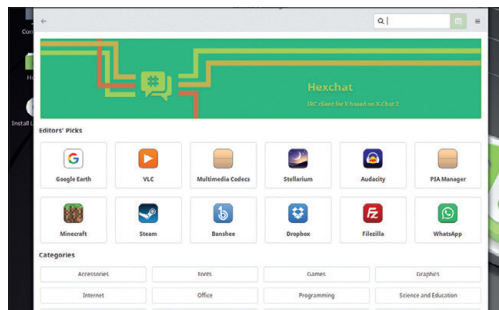 Hexchat
IRC client for X based on X-Chat 2
Editors' Picks
Google Earth VLC Multimedia Codecs Stellarium Audacity PIA Manager
Minecraft Steam Banshee Dropbox Filezilla WhatsApp
Categories
Accessories Fonts Games Graphics
Internet Office Programming Science and Education